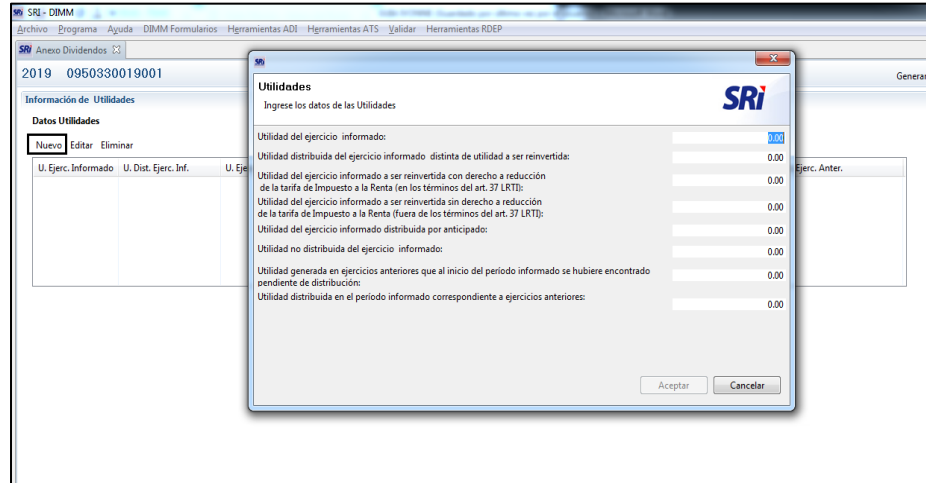 SRI - DIMM
Archivo Programa Ayuda DIMM Formularios Herramientas ADI Herramientas ATS Validar Herramientas RDEP
SRi Anexo Dividendos
2019 0950330019001
Generar
Información de Utilidades
Datos Utilidades
Nuevo Editar Eliminar
U. Ejerc. Informado U. Dist. Ejerc. Inf. U. Eje
Ejerc. Anter.
SRi
Utilidades
Ingrese los datos de las Utilidades
SRi
Utilidad del ejercicio informado: 0.00
Utilidad distribuida del ejercicio informado distinta de utilidad a ser reinvertida: 0.00
Utilidad del ejercicio informado a ser reinvertida con derecho a reducción
de la tarifa de Impuesto a la Renta (en los términos del art. 37 LRTI): 0.00
Utilidad del ejercicio informado a ser reinvertida sin derecho a reducción
de la tarifa de Impuesto a la Renta (fuera de los términos del art. 37 LRTI): 0.00
Utilidad del ejercicio informado distribuida por anticipado: 0.00
Utilidad no distribuida del ejercicio informado: 0.00
Utilidad generada en ejercicios anteriores que al inicio del período informado se hubiere encontrado
pendiente de distribución: 0.00
Utilidad distribuida en el período informado correspondiente a ejercicios anteriores: 0.00
Aceptar Cancelar